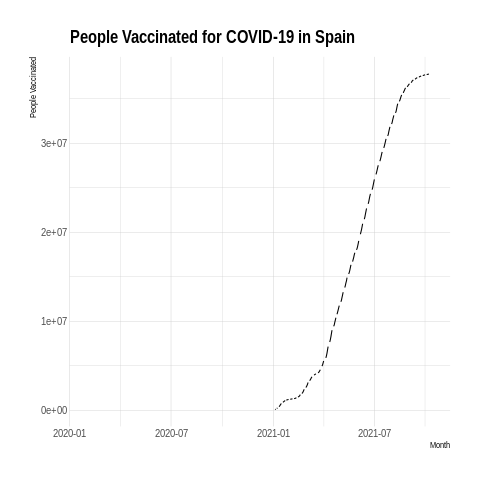 People Vaccinated for COVID-19 in Spain
People Vaccinated
3e+07
2e+07
1e+07
0e+00
2020-01 2020-07 2021-01 2021-07
Month